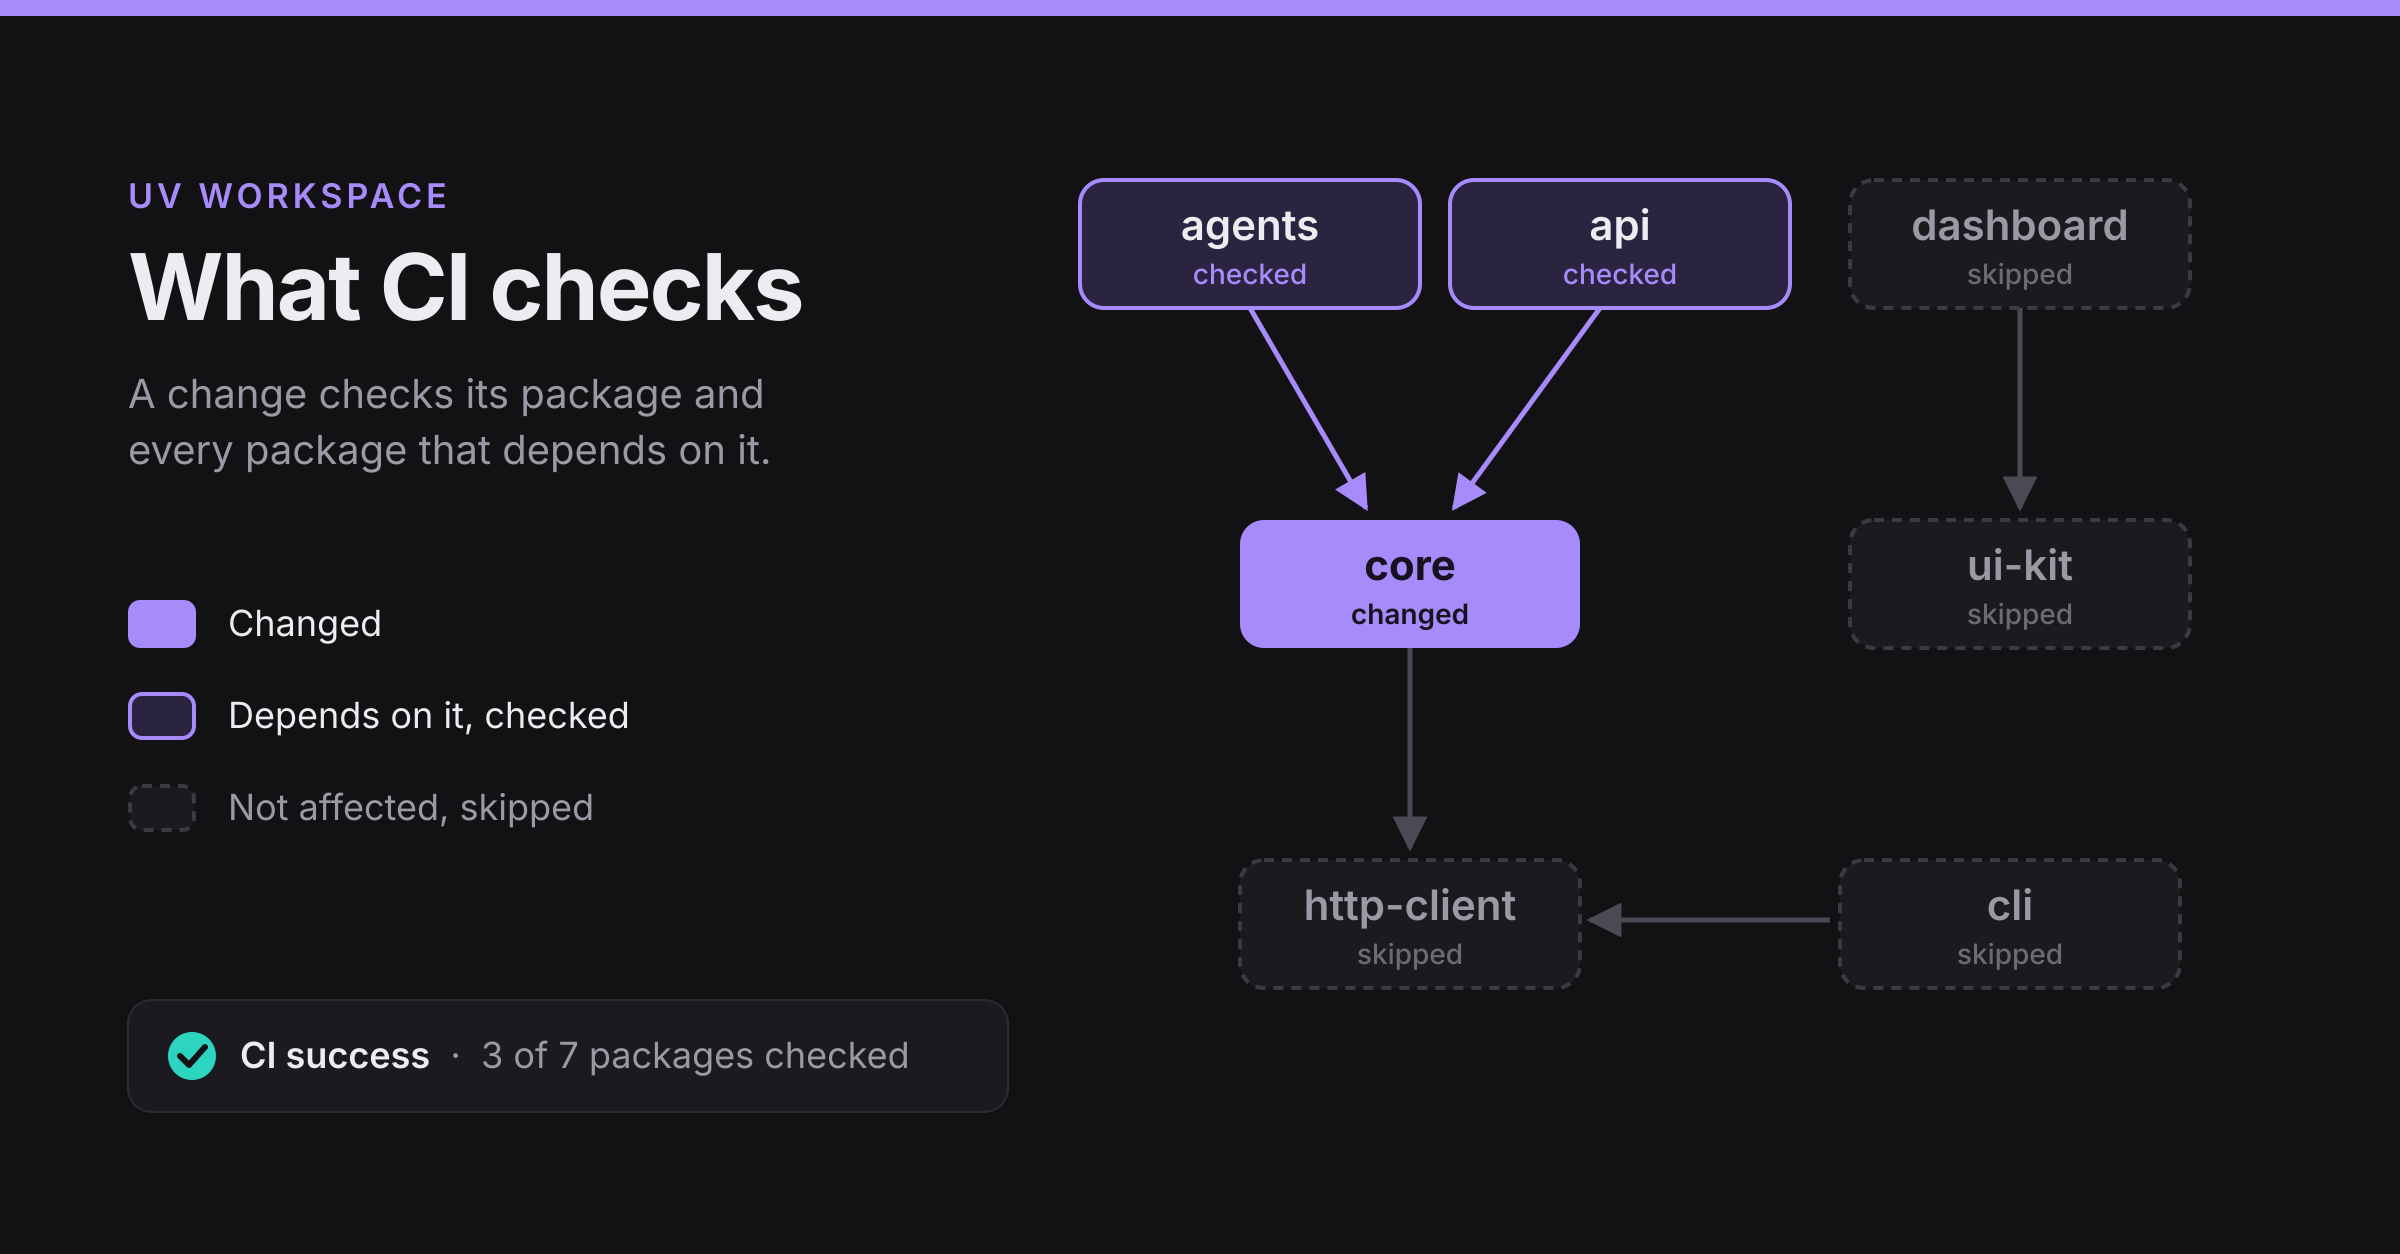 UV WORKSPACE
What CI checks
A change checks its package and
every package that depends on it.
Changed
Depends on it, checked
Not affected, skipped
CI success · 3 of 7 packages checked
agents
checked
api
checked
dashboard
skipped
core
changed
ui-kit
skipped
http-client
skipped
cli
skipped